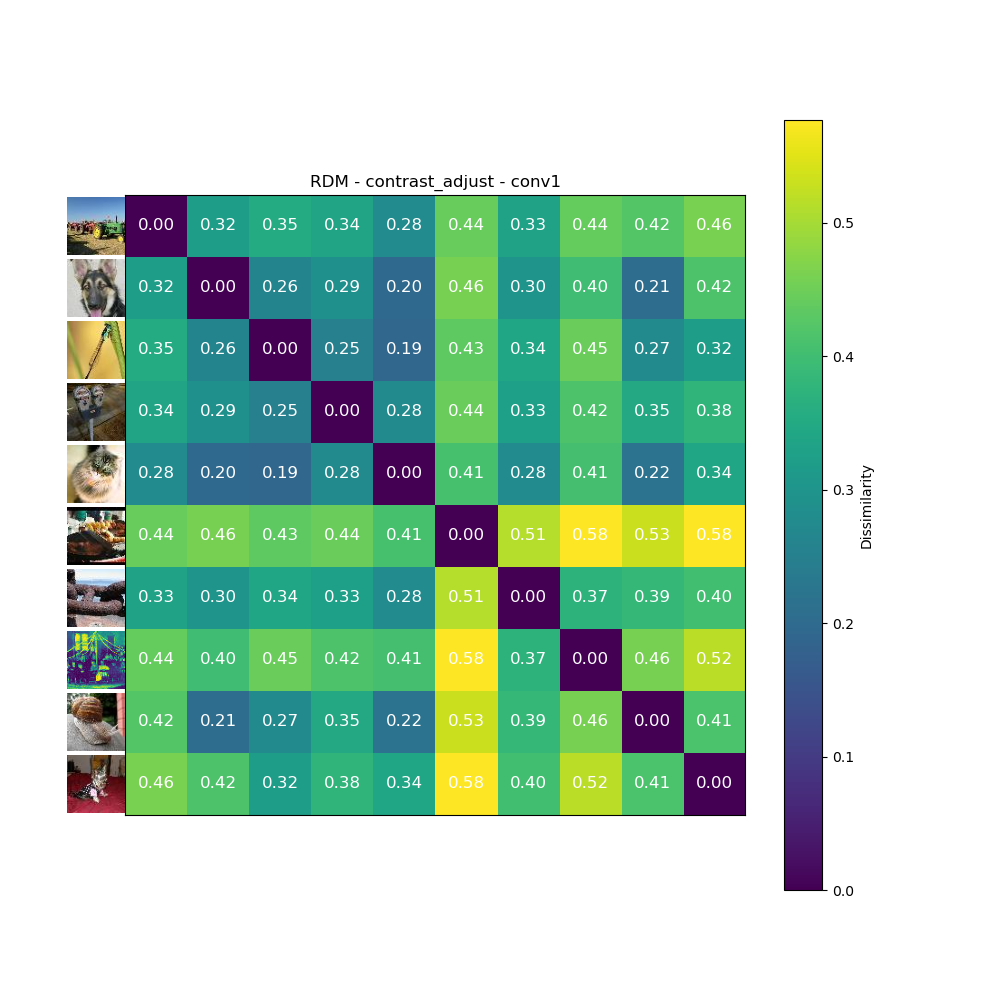 RDM - contrast_adjust - conv1
0.00 0.32 0.35 0.34 0.28 0.44 0.33 0.44 0.42 0.46
0.32 0.00 0.26 0.29 0.20 0.46 0.30 0.40 0.21 0.42
0.35 0.26 0.00 0.25 0.19 0.43 0.34 0.45 0.27 0.32
0.34 0.29 0.25 0.00 0.28 0.44 0.33 0.42 0.35 0.38
0.28 0.20 0.19 0.28 0.00 0.41 0.28 0.41 0.22 0.34
0.44 0.46 0.43 0.44 0.41 0.00 0.51 0.58 0.53 0.58
0.33 0.30 0.34 0.33 0.28 0.51 0.00 0.37 0.39 0.40
0.44 0.40 0.45 0.42 0.41 0.58 0.37 0.00 0.46 0.52
0.42 0.21 0.27 0.35 0.22 0.53 0.39 0.46 0.00 0.41
0.46 0.42 0.32 0.38 0.34 0.58 0.40 0.52 0.41 0.00
0.5
0.4
0.3
0.2
0.1
0.0
Dissimilarity